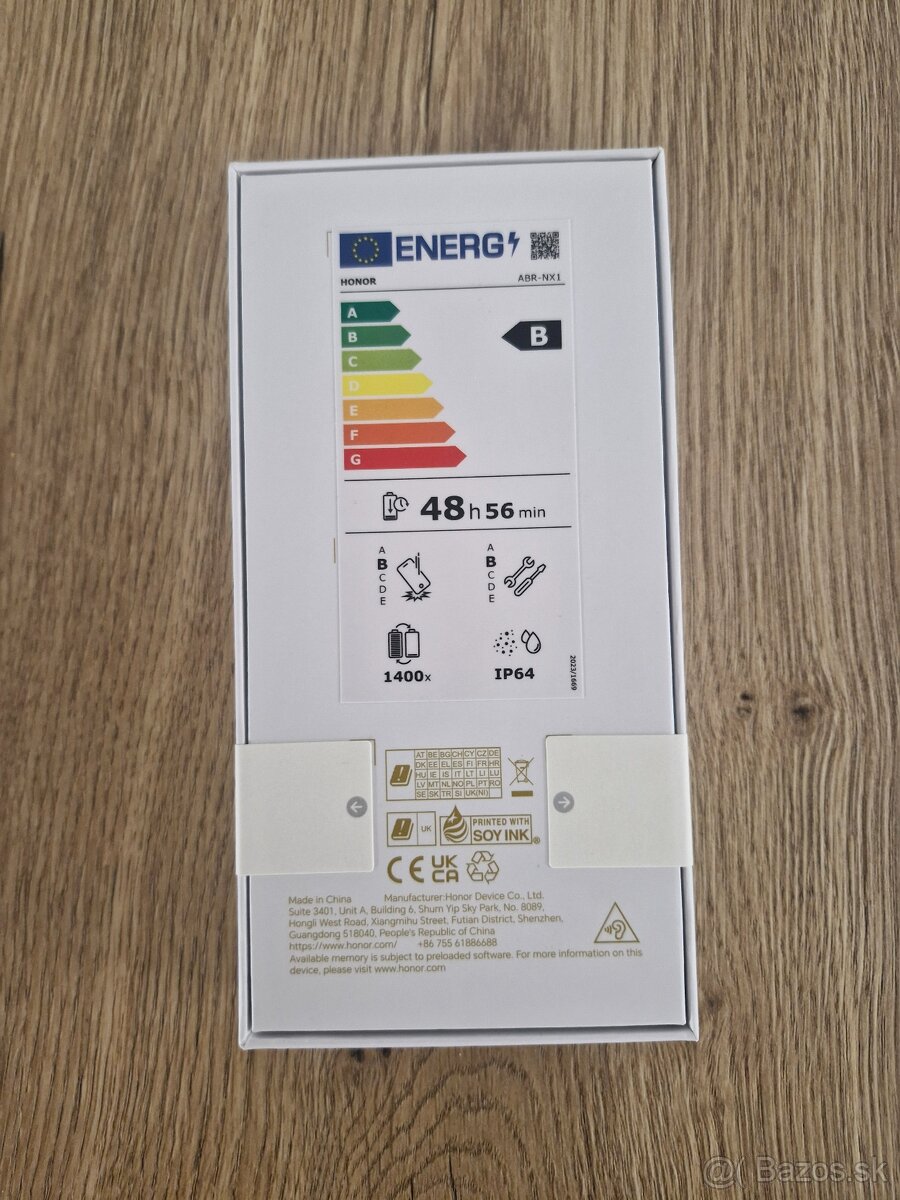 ENERG
HONOR ABR-NX1
A
B
C
D
E
F
G
B
48 h 56 min
A
B
C
D
E
A
B
C
D
E
1400x
IP64
2023/1669
AT BE BG CH CY CZ DE
DK EE EL ES FI FR HR
HU IE IS IT LT LI LU
LV MT NL NO PL PT RO
SE SK TR SI UK(NI)
UK
PRINTED WITH
SOY INK®
CE UK
CA
Made in China Manufacturer:Honor Device Co., Ltd.
Suite 3401, Unit A, Building 6, Shum Yip Sky Park, No. 8089,
Hongli West Road, Xiangmihu Street, Futian District, Shenzhen,
Guangdong 518040, People's Republic of China
https://www.honor.com/ +86 755 61886688
Available memory is subject to preloaded software. For more information on this
device, please visit www.honor.com
@( Bazos.sk